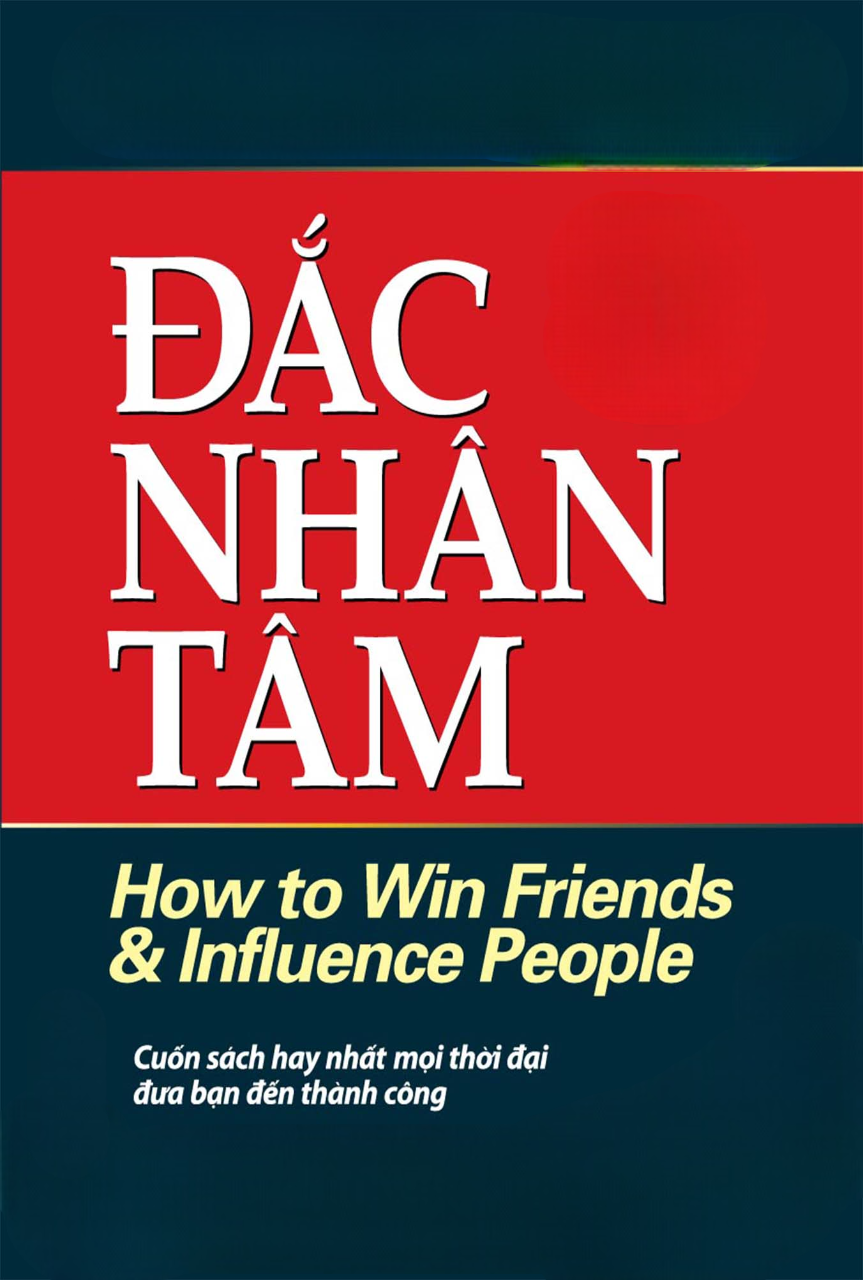 ĐẮC
NHÂN
TÂM
How to Win Friends
& Influence People
Cuốn sách hay nhất mọi thời đại
đưa bạn đến thành công